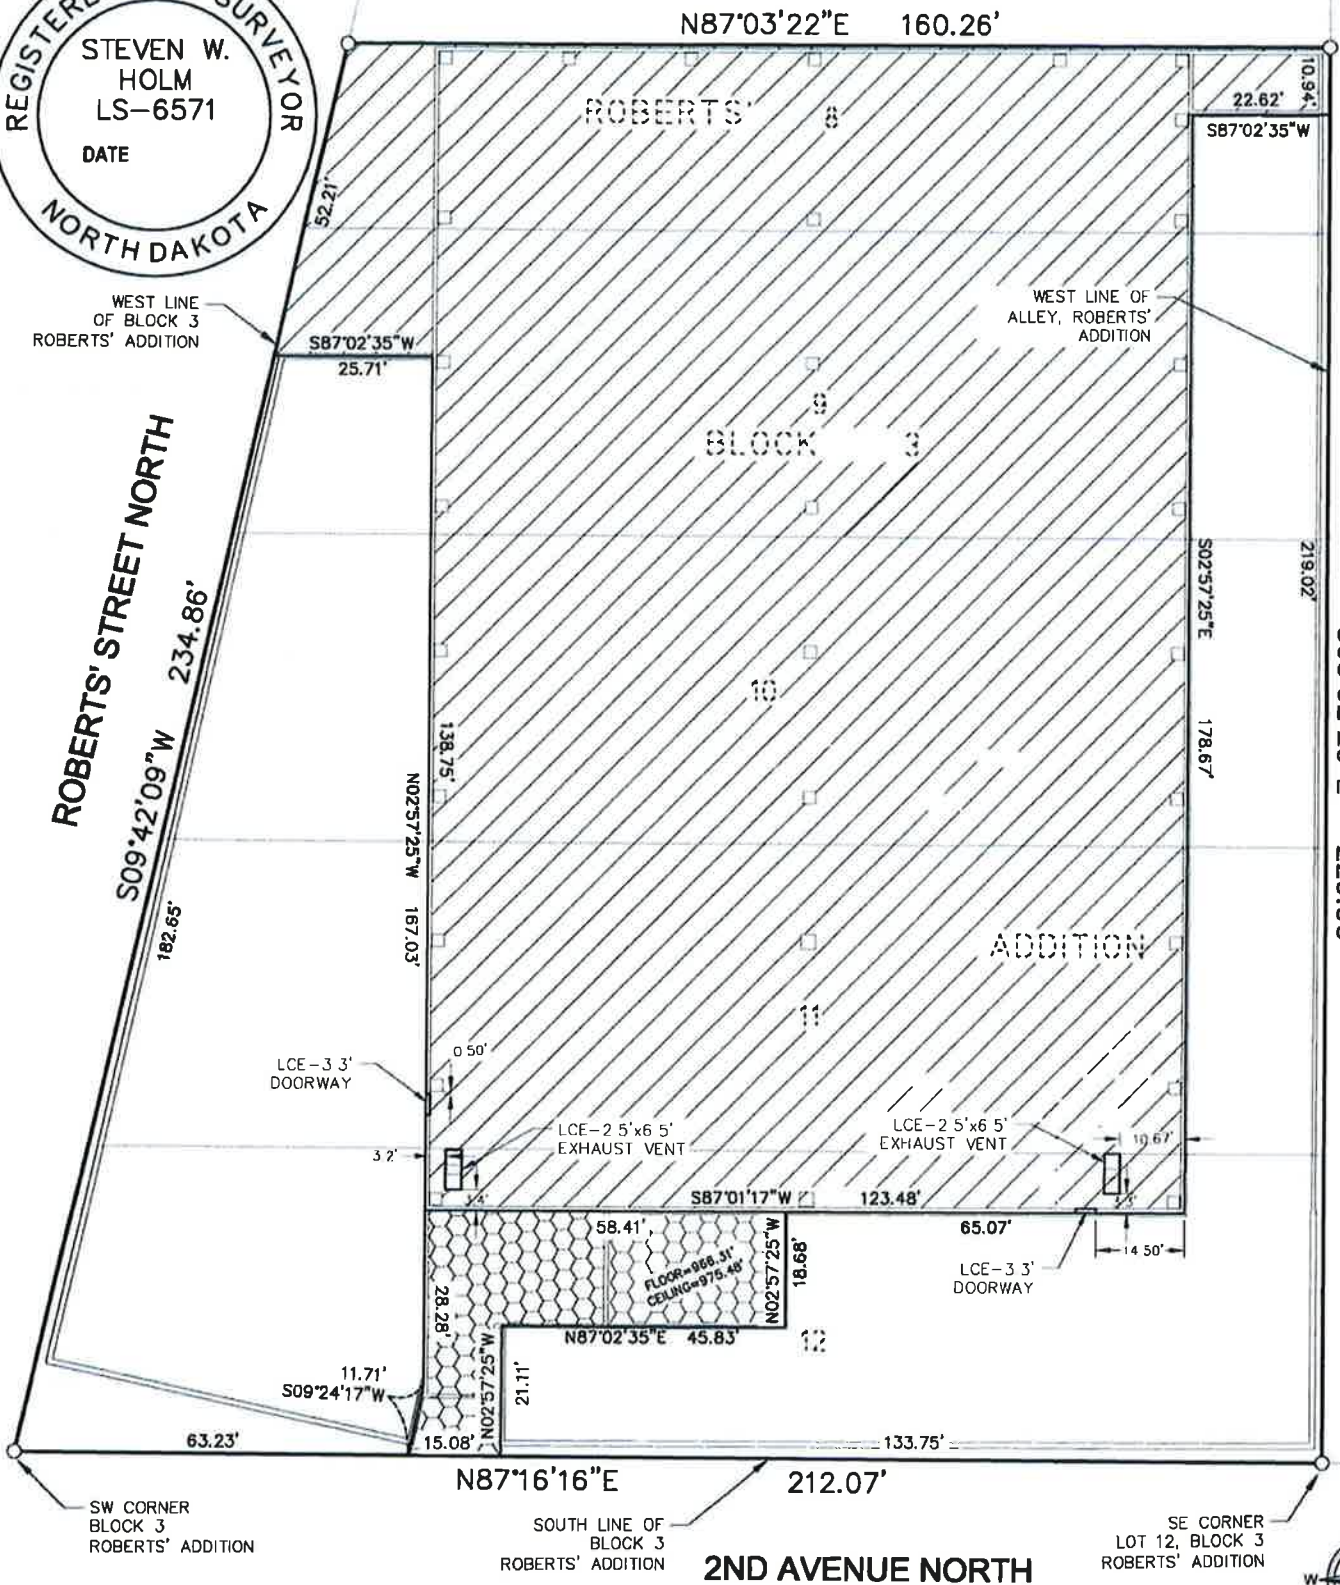 REGISTERED
SURVEYOR
STEVEN W.
HOLM
LS-6571
DATE
NORTH DAKOTA
N87°03'22"E 160.26'
ROBERTS' 8
10.94'
22.62'
S87°02'35"W
52.21'
WEST LINE
OF BLOCK 3
ROBERTS' ADDITION
WEST LINE OF
ALLEY, ROBERTS'
ADDITION
S87°02'35"W
25.71'
9
BLOCK 3
ROBERTS' STREET NORTH
S09°42'09"W 234.86'
182.65'
S02°57'25"E 178.67'
219.02'
10
138.75'
N02°57'25"W 167.03'
ADDITION
11
0 50'
LCE-3 3'
DOORWAY
LCE-2 5'x6 5'
EXHAUST VENT
LCE-2 5'x6 5'
EXHAUST VENT
10.67'
3 2'
3.4'
S87°01'17"W 123.48'
58.41'
65.07'
14 50'
FLOOR=966.31'
CEILING=975.48'
N02°57'25"W
18.68'
LCE-3 3'
DOORWAY
28.28'
N87°02'35"E 45.83'
12
11.71'
S09°24'17"W
N02°57'25"W
21.11'
63.23'
15.08'
133.75'
N87°16'16"E 212.07'
SW CORNER
BLOCK 3
ROBERTS' ADDITION
SOUTH LINE OF
BLOCK 3
ROBERTS' ADDITION
2ND AVENUE NORTH
SE CORNER
LOT 12, BLOCK 3
ROBERTS' ADDITION
W